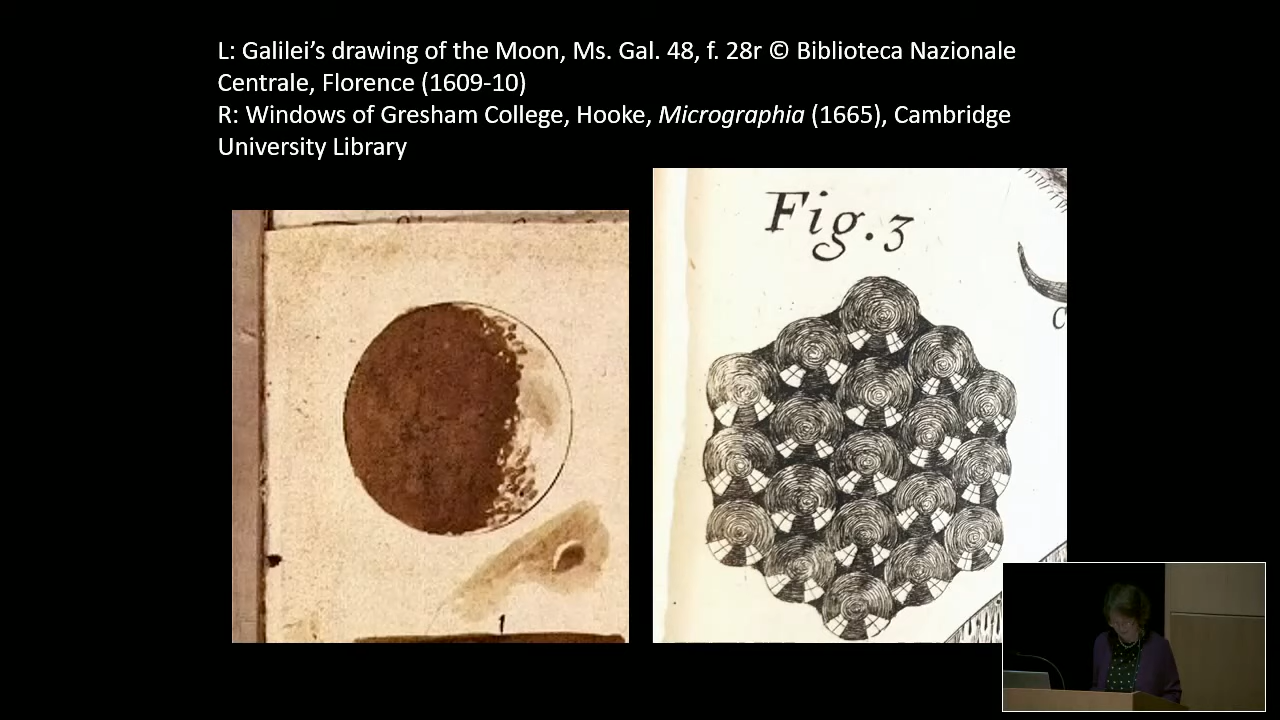 L: Galilei’s drawing of the Moon, Ms. Gal. 48, f. 28r © Biblioteca Nazionale
Centrale, Florence (1609-10)
R: Windows of Gresham College, Hooke, Micrographia (1665), Cambridge
University Library
Fig. 3
C
1